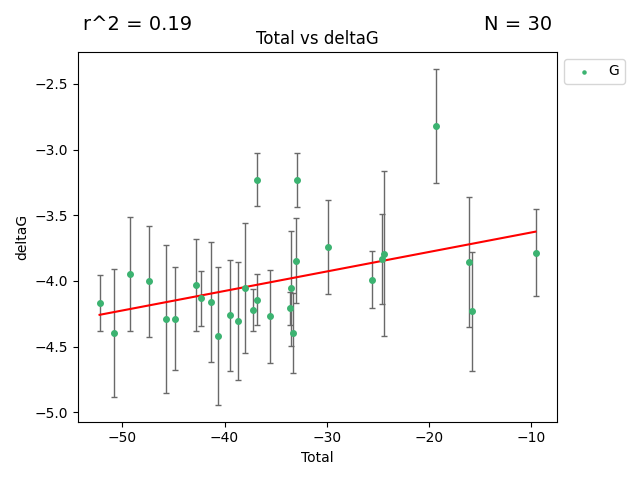 r^2 = 0.19
N = 30
Total vs deltaG
G
−2.5
−3.0
−3.5
−4.0
−4.5
−5.0
deltaG
−50
−40
−30
−20
−10
Total